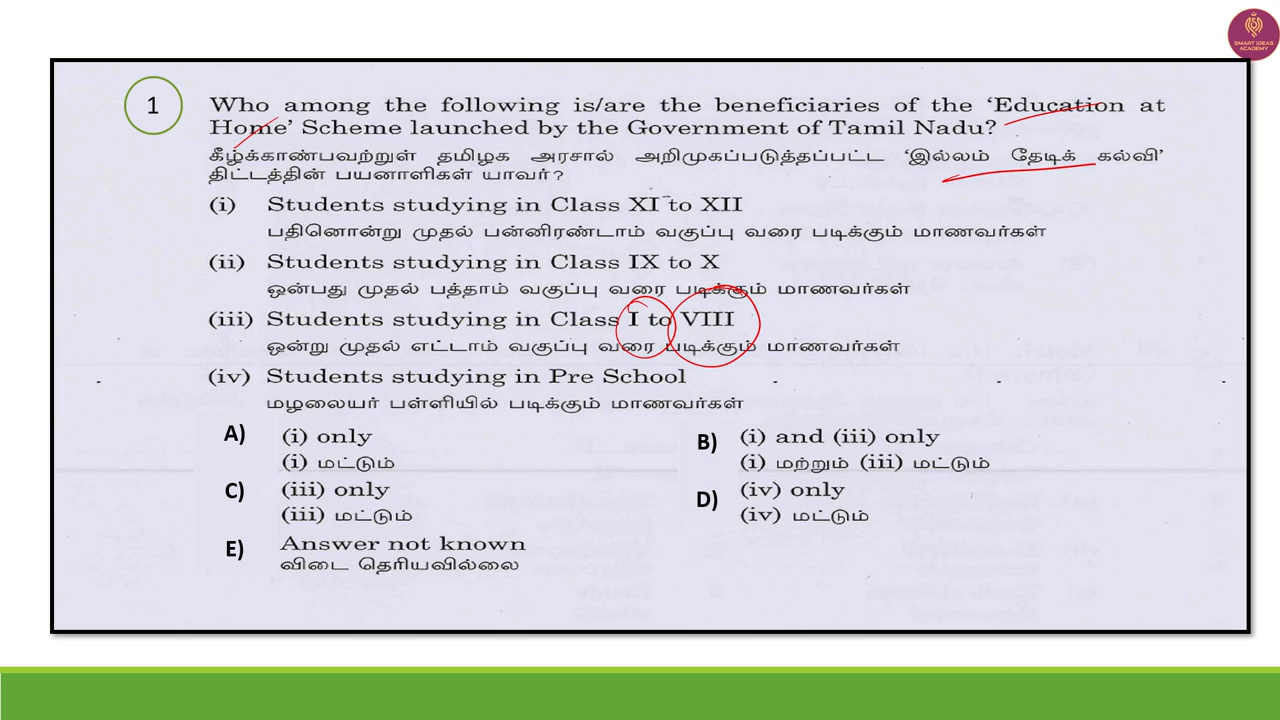 SMART IDEAS
ACADEMY
1
Who among the following is/are the beneficiaries of the ‘Education at
Home’ Scheme launched by the Government of Tamil Nadu?
கீழ்க்காண்பவற்றுள் தமிழக அரசால் அறிமுகப்படுத்தப்பட்ட ‘இல்லம் தேடிக் கல்வி’
திட்டத்தின் பயனாளிகள் யாவர்?
(i) Students studying in Class XI to XII
பதினொன்று முதல் பன்னிரண்டாம் வகுப்பு வரை படிக்கும் மாணவர்கள்
(ii) Students studying in Class IX to X
ஒன்பது முதல் பத்தாம் வகுப்பு வரை படிக்கும் மாணவர்கள்
(iii) Students studying in Class I to VIII
ஒன்று முதல் எட்டாம் வகுப்பு வரை படிக்கும் மாணவர்கள்
(iv) Students studying in Pre School
மழலையர் பள்ளியில் படிக்கும் மாணவர்கள்
A) (i) only
(i) மட்டும்
B) (i) and (iii) only
(i) மற்றும் (iii) மட்டும்
C) (iii) only
(iii) மட்டும்
D) (iv) only
(iv) மட்டும்
E) Answer not known
விடை தெரியவில்லை